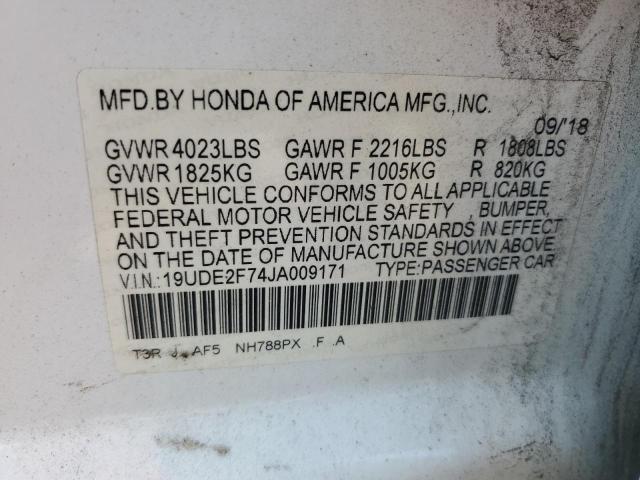 MFD.BY HONDA OF AMERICA MFG.,INC.
09/'18
GVWR 4023LBS GAWR F 2216LBS R 1808LBS
GVWR 1825KG GAWR F 1005KG R 820KG
THIS VEHICLE CONFORMS TO ALL APPLICABLE
FEDERAL MOTOR VEHICLE SAFETY , BUMPER,
AND THEFT PREVENTION STANDARDS IN EFFECT
ON THE DATE OF MANUFACTURE SHOWN ABOVE.
V.I.N.: 19UDE2F74JA009171 TYPE:PASSENGER CAR
T3R J AF5 NH788PX .F .A